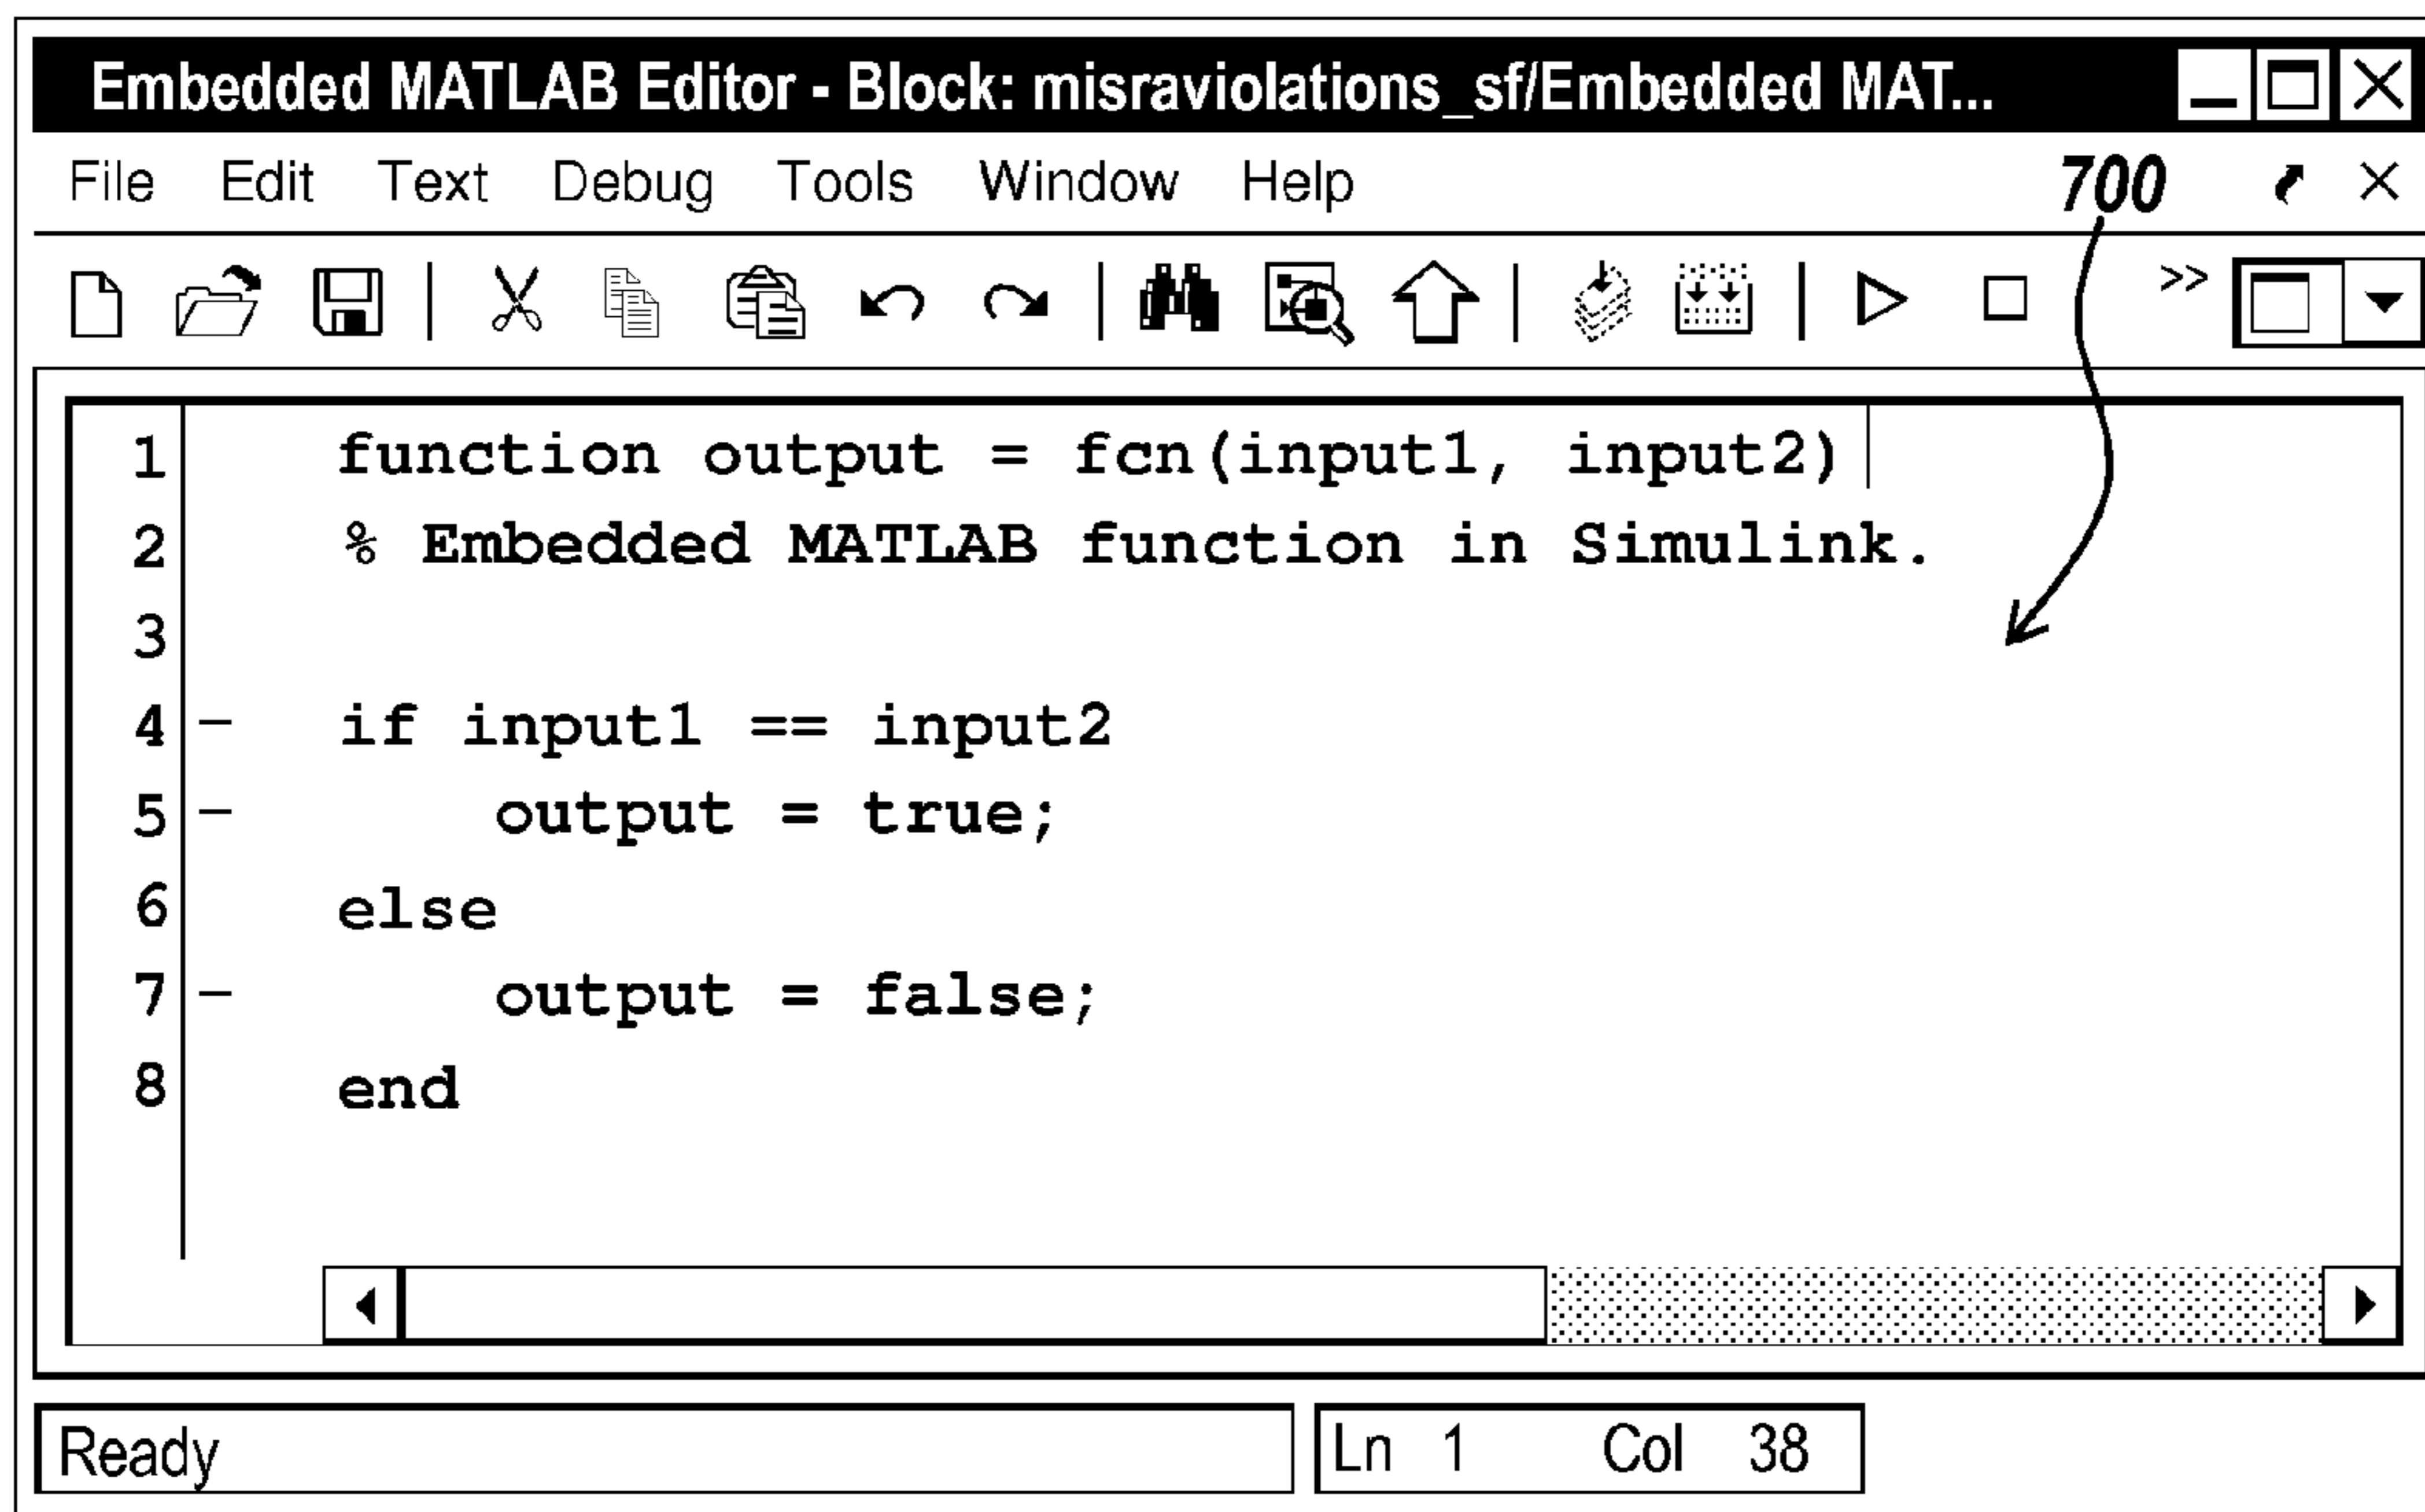 Embedded MATLAB Editor - Block: misraviolations_sf/Embedded MAT...
File Edit Text Debug Tools Window Help 700
>>
1 function output = fcn(input1, input2)
2 % Embedded MATLAB function in Simulink.
3
4 – if input1 == input2
5 – output = true;
6 else
7 – output = false;
8 end
Ready Ln 1 Col 38